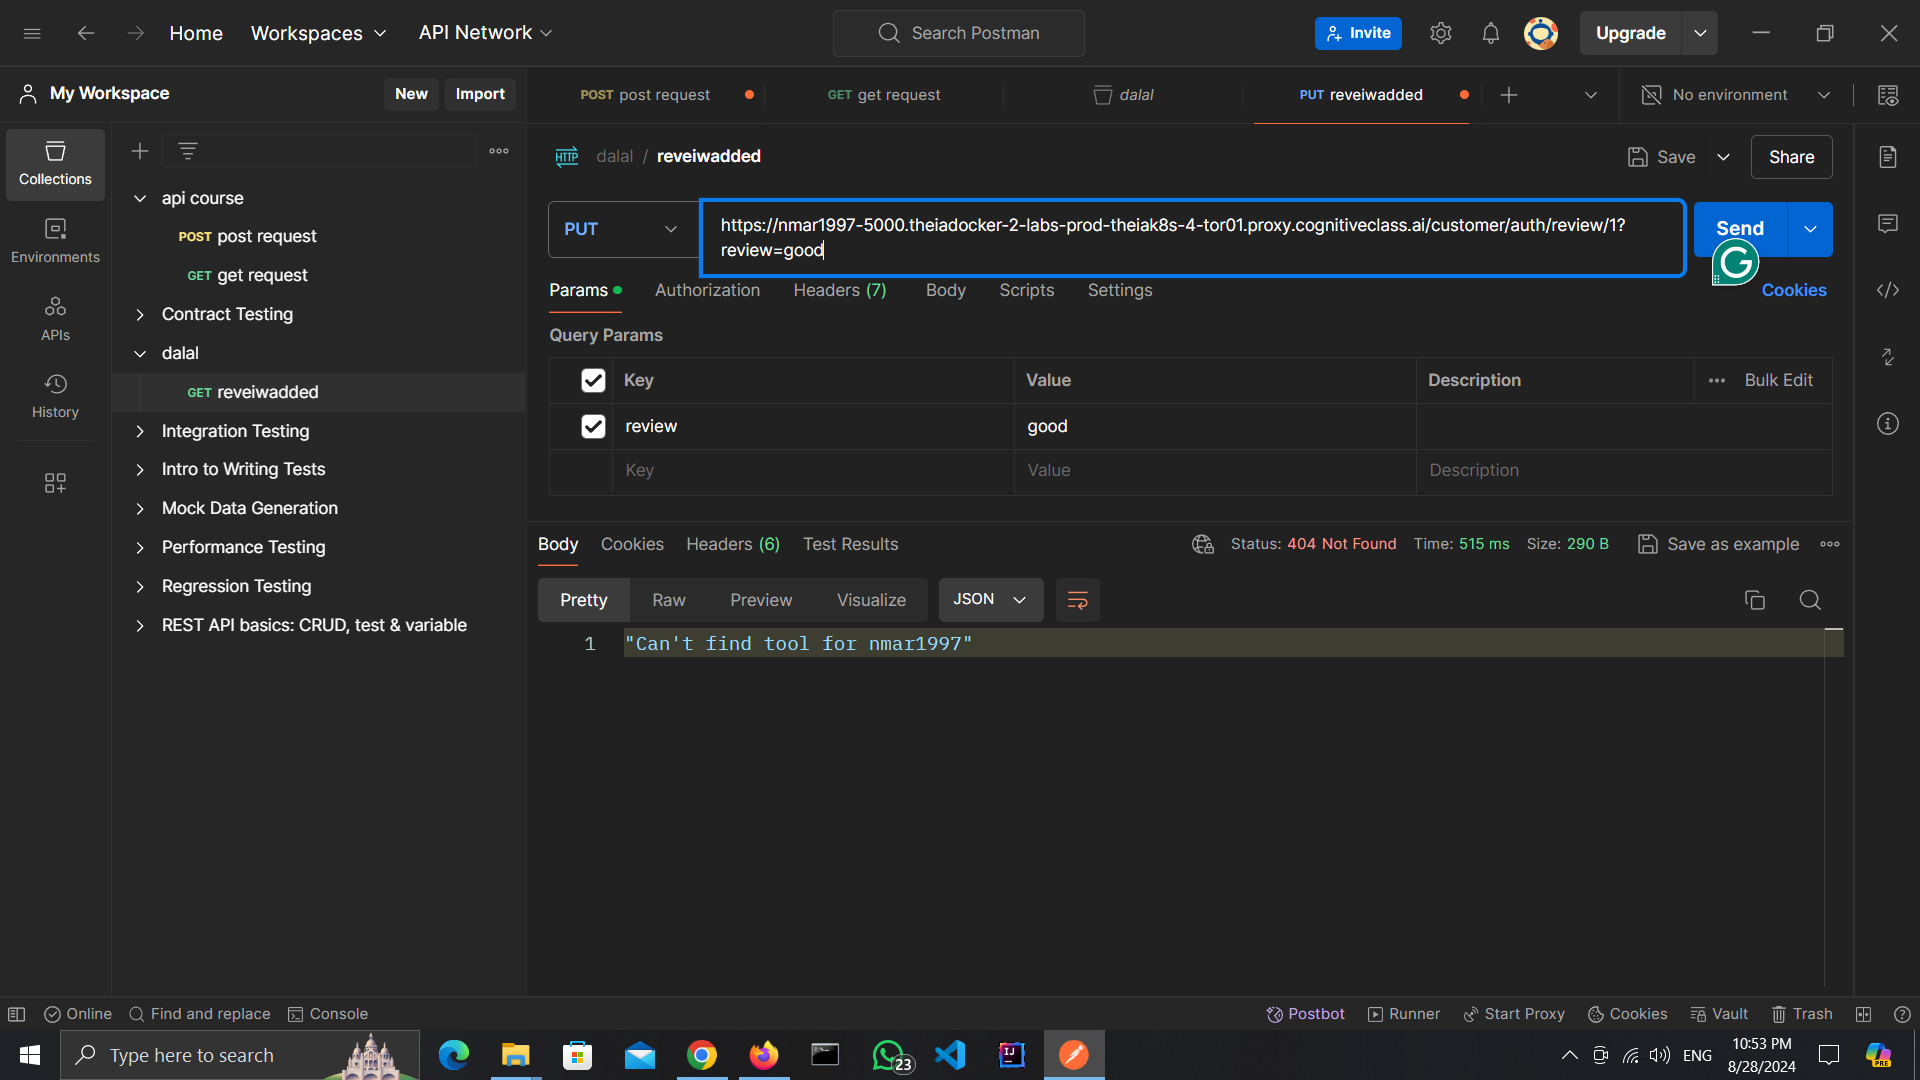 Home
Workspaces
API Network
Search Postman
Invite
Upgrade
My Workspace
New
Import
POST post request
GET get request
dalal
PUT reveiwadded
No environment
Collections
Environments
APIs
History
api course
POST post request
GET get request
Contract Testing
dalal
GET reveiwadded
Integration Testing
Intro to Writing Tests
Mock Data Generation
Performance Testing
Regression Testing
REST API basics: CRUD, test & variable
HTTP dalal / reveiwadded
Save
Share
PUT
https://nmar1997-5000.theiadocker-2-labs-prod-theiak8s-4-tor01.proxy.cognitiveclass.ai/customer/auth/review/1?
review=good
Send
Params
Authorization
Headers (7)
Body
Scripts
Settings
Cookies
Query Params
Key
Value
Description
Bulk Edit
review
good
Key
Value
Description
Body
Cookies
Headers (6)
Test Results
Status: 404 Not Found
Time: 515 ms
Size: 290 B
Save as example
Pretty
Raw
Preview
Visualize
JSON
1 "Can't find tool for nmar1997"
Online
Find and replace
Console
Postbot
Runner
Start Proxy
Cookies
Vault
Trash
Type here to search
23
IJ
ENG
10:53 PM
8/28/2024
PRE